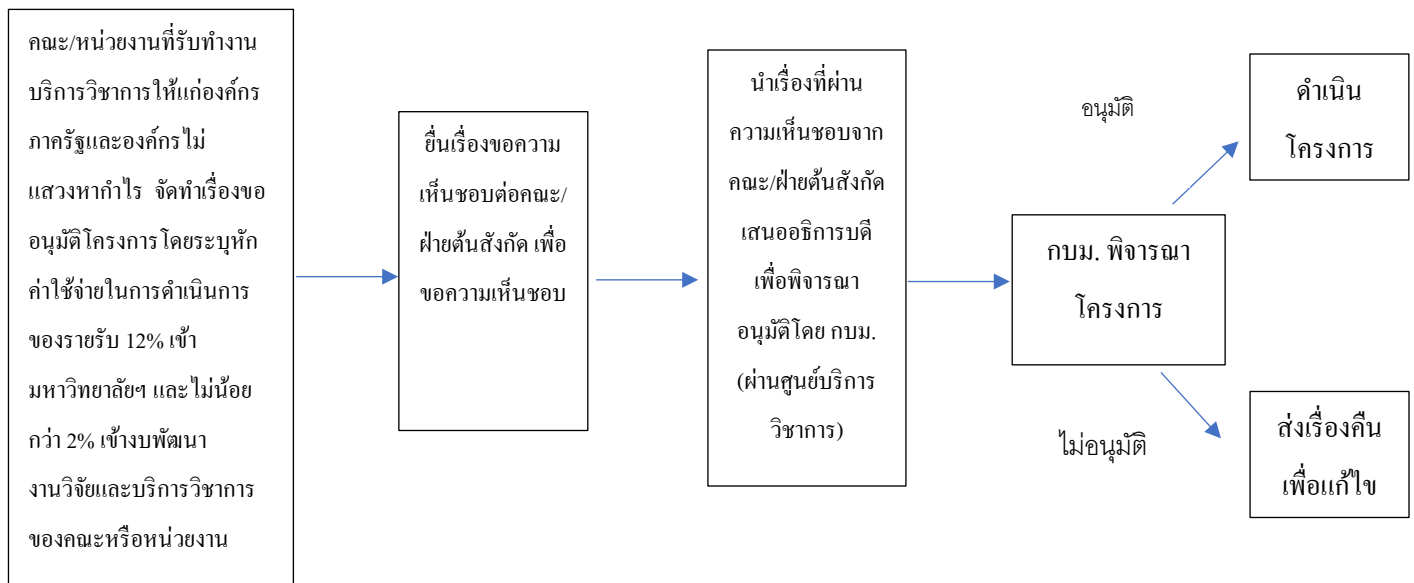 คณะ/หน่วยงานที่รับทำงาน
บริการวิชาการให้แก่องค์กร
ภาครัฐและองค์กรไม่
แสวงหากำไร จัดทำเรื่องขอ
อนุมัติโครงการโดยระบุหัก
ค่าใช้จ่ายในการดำเนินการ
ของรายรับ 12% เข้า
มหาวิทยาลัยฯ และไม่น้อย
กว่า 2% เข้างบพัฒนา
งานวิจัยและบริการวิชาการ
ของคณะหรือหน่วยงาน
ยื่นเรื่องขอความ
เห็นชอบต่อคณะ/
ฝ่ายต้นสังกัด เพื่อ
ขอความเห็นชอบ
นำเรื่องที่ผ่าน
ความเห็นชอบจาก
คณะ/ฝ่ายต้นสังกัด
เสนออธิการบดี
เพื่อพิจารณา
อนุมัติโดย กบม.
(ผ่านศูนย์บริการ
วิชาการ)
กบม. พิจารณา
โครงการ
อนุมัติ
ดำเนิน
โครงการ
ไม่อนุมัติ
ส่งเรื่องคืน
เพื่อแก้ไข